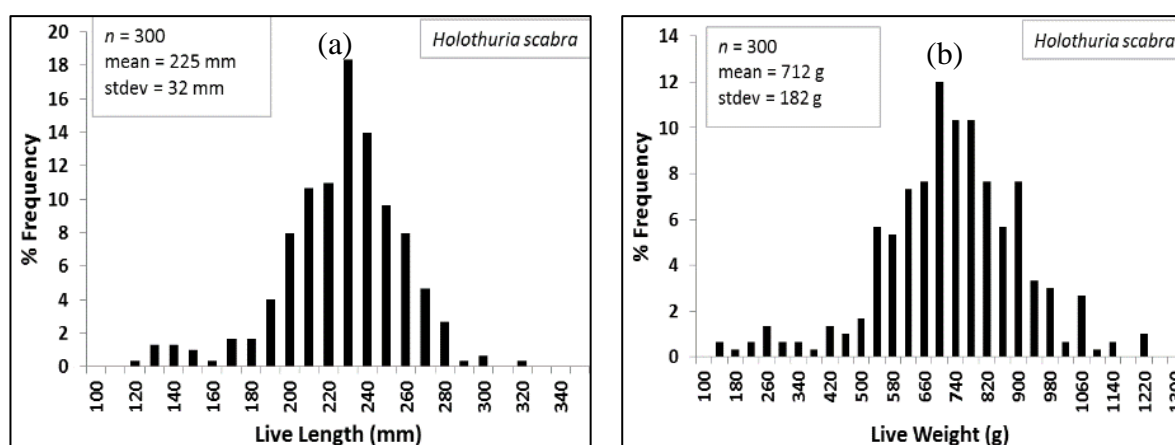 n = 300
mean = 225 mm
stdev = 32 mm
(a)
Holothuria scabra
20
18
16
14
12
10
8
6
4
2
0
% Frequency
100 120 140 160 180 200 220 240 260 280 300 320 340
Live Length (mm)
n = 300
mean = 712 g
stdev = 182 g
(b)
Holothuria scabra
14
12
10
8
6
4
2
0
% Frequency
100 180 260 340 420 500 580 660 740 820 900 980 1060 1140 1220
Live Weight (g)